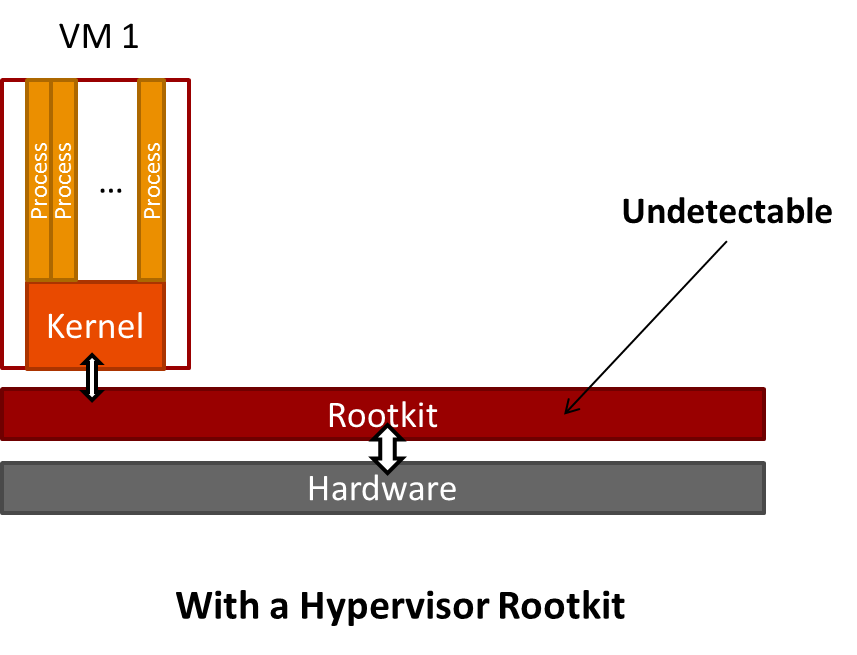 VM 1
Process
Process
...
Process
Kernel
Undetectable
Rootkit
Hardware
With a Hypervisor Rootkit